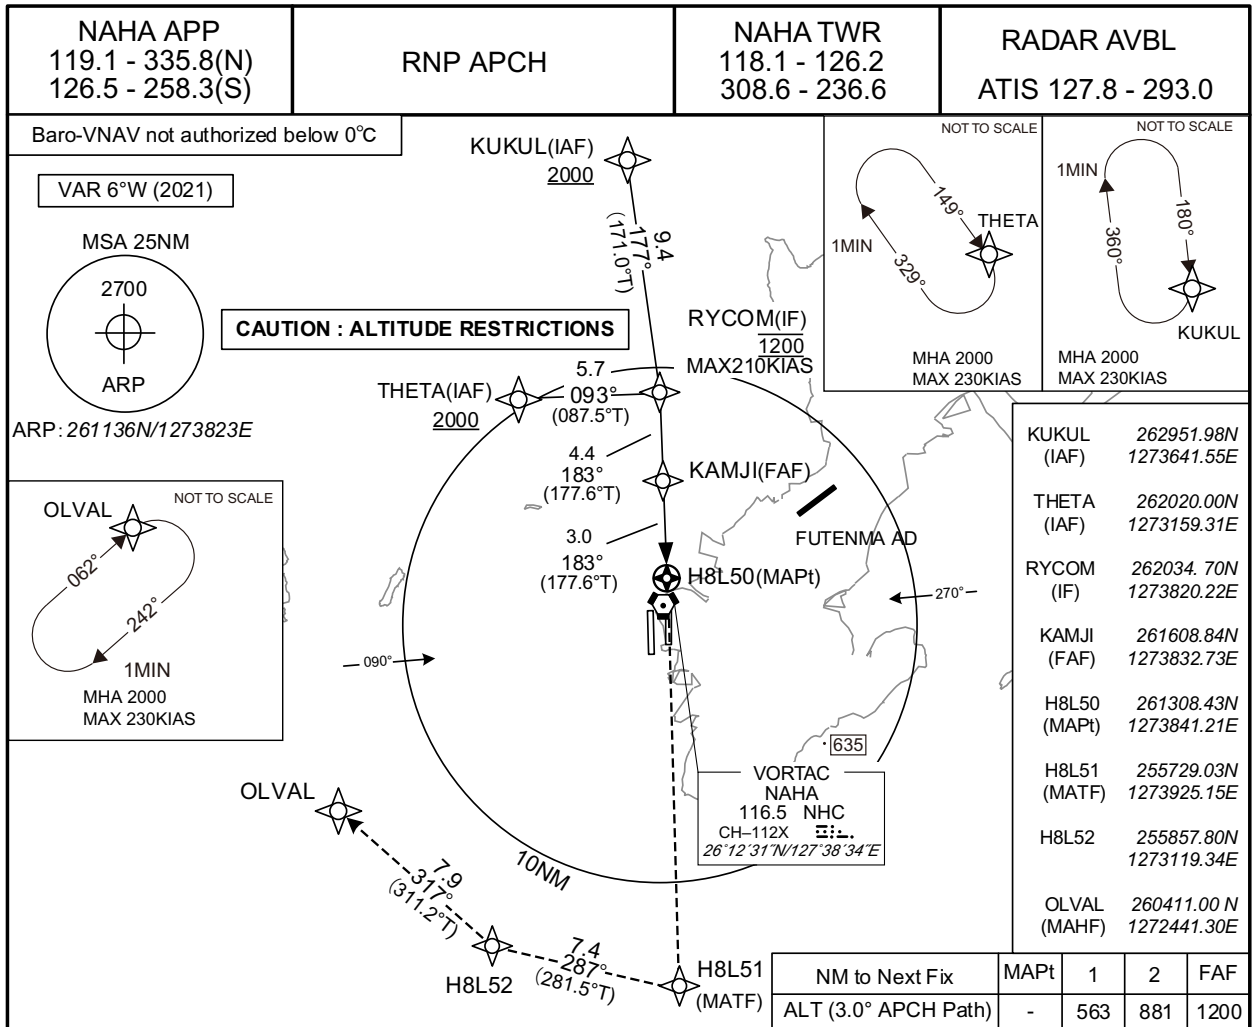 NAHA APP
119.1 - 335.8(N)
126.5 - 258.3(S)
RNP APCH
NAHA TWR
118.1 - 126.2
308.6 - 236.6
RADAR AVBL
ATIS 127.8 - 293.0
Baro-VNAV not authorized below 0°C
VAR 6°W (2021)
MSA 25NM
2700
ARP
ARP: 261136N/1273823E
CAUTION : ALTITUDE RESTRICTIONS
KUKUL(IAF)
2000
9.4
177°
(171.0°T)
RYCOM(IF)
1200
MAX210KIAS
THETA(IAF)
2000
5.7
093°
(087.5°T)
4.4
183°
(177.6°T)
KAMJI(FAF)
3.0
183°
(177.6°T)
H8L50(MAPt)
FUTENMA AD
270°
090°
635
10NM
VORTAC
NAHA
116.5 NHC
CH–112X
26°12′31″N/127°38′34″E
NOT TO SCALE
149°
THETA
1MIN
329°
MHA 2000
MAX 230KIAS
NOT TO SCALE
1MIN
180°
360°
KUKUL
MHA 2000
MAX 230KIAS
NOT TO SCALE
OLVAL
062°
242°
1MIN
MHA 2000
MAX 230KIAS
OLVAL
7.9
317°
(311.2°T)
H8L52
7.4
287°
(281.5°T)
H8L51
(MATF)
KUKUL 262951.98N
(IAF) 1273641.55E
THETA 262020.00N
(IAF) 1273159.31E
RYCOM 262034. 70N
(IF) 1273820.22E
KAMJI 261608.84N
(FAF) 1273832.73E
H8L50 261308.43N
(MAPt) 1273841.21E
H8L51 255729.03N
(MATF) 1273925.15E
H8L52 255857.80N
1273119.34E
OLVAL 260411.00 N
(MAHF) 1272441.30E
NM to Next Fix MAPt 1 2 FAF
ALT (3.0° APCH Path) - 563 881 1200